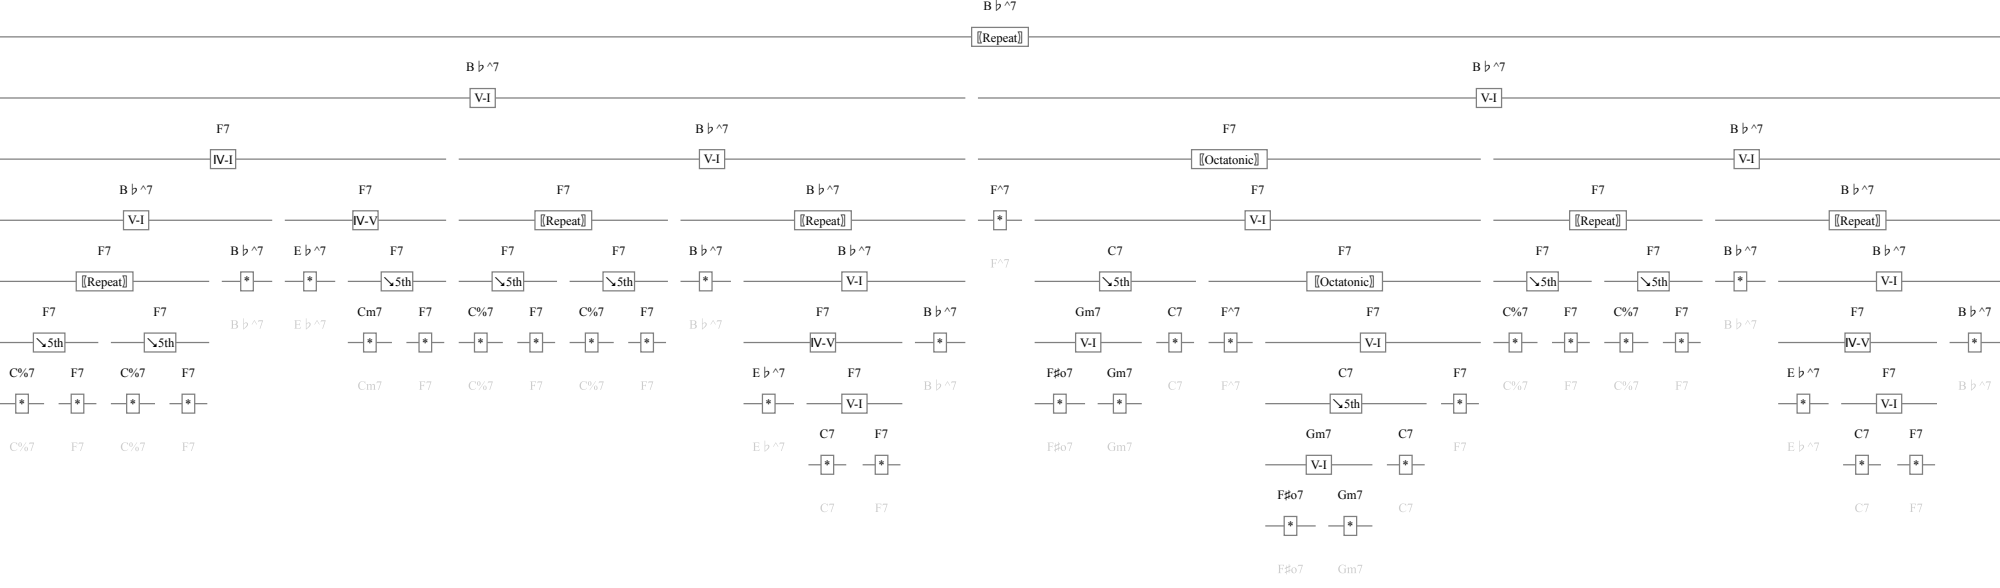 B♭^7
⟦Repeat⟧
B♭^7 B♭^7
V-I V-I
F7 B♭^7 F7 B♭^7
Ⅳ-Ⅰ V-I ⟦Octatonic⟧ V-I
B♭^7 F7 F7 B♭^7 F^7 F7 F7 B♭^7
V-I Ⅳ-V ⟦Repeat⟧ ⟦Repeat⟧ * V-I ⟦Repeat⟧ ⟦Repeat⟧
F7 B♭^7 E♭^7 F7 F7 F7 B♭^7 B♭^7 F^7 C7 F7 F7 F7 B♭^7 B♭^7
⟦Repeat⟧ * * ↘5th ↘5th ↘5th * V-I ↘5th ⟦Octatonic⟧ ↘5th ↘5th * V-I
F7 F7 B♭^7 E♭^7 Cm7 F7 C%7 F7 C%7 F7 B♭^7 F7 B♭^7 Gm7 C7 F^7 F7 C%7 F7 C%7 F7 B♭^7 F7 B♭^7
↘5th ↘5th * * * * * * Ⅳ-V * V-I * * V-I * * * * Ⅳ-V *
C%7 F7 C%7 F7 Cm7 F7 C%7 F7 C%7 F7 E♭^7 F7 B♭^7 F♯o7 Gm7 C7 F^7 C7 F7 C%7 F7 C%7 F7 E♭^7 F7 B♭^7
* * * * * V-I * * ↘5th * * V-I
C%7 F7 C%7 F7 E♭^7 C7 F7 F♯o7 Gm7 Gm7 C7 F7 E♭^7 C7 F7
* * V-I * * *
C7 F7 F♯o7 Gm7 C7 C7 F7
* *
F♯o7 Gm7